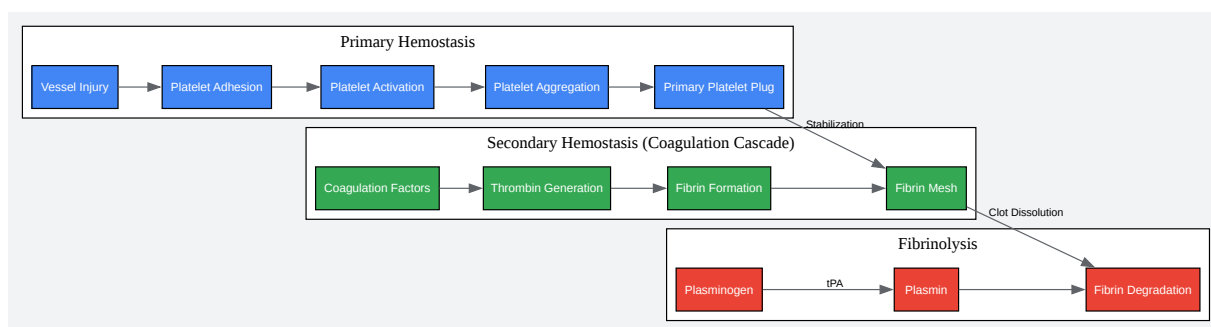 Primary Hemostasis
Vessel Injury
Platelet Adhesion
Platelet Activation
Platelet Aggregation
Primary Platelet Plug
Stabilization
Secondary Hemostasis (Coagulation Cascade)
Coagulation Factors
Thrombin Generation
Fibrin Formation
Fibrin Mesh
Clot Dissolution
Fibrinolysis
Plasminogen
tPA
Plasmin
Fibrin Degradation